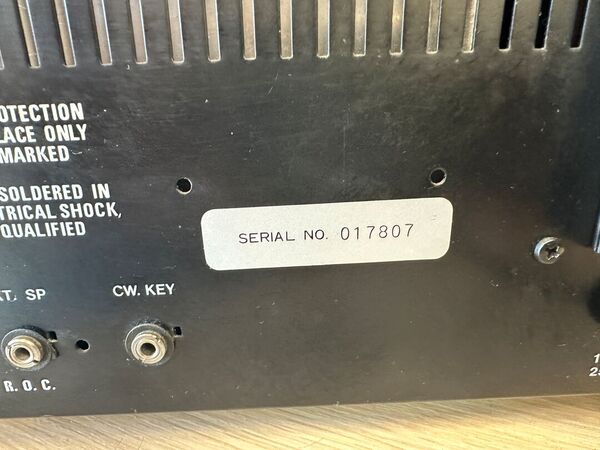 OTECTION
LACE ONLY
MARKED
SOLDERED IN
TRICAL SHOCK,
QUALIFIED
SERIAL NO. 017807
T. SP
CW. KEY
R. O. C.